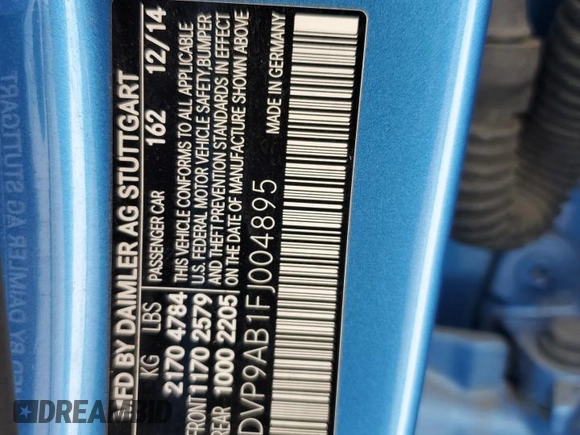 MFD BY DAIMLER AG STUTTGART
KG LBS PASSENGER CAR 162 12/14
2170 4784 THIS VEHICLE CONFORMS TO ALL APPLICABLE
FRONT 1170 2579 U.S. FEDERAL MOTOR VEHICLE SAFETY, BUMPER
AND THEFT PREVENTION STANDARDS IN EFFECT
REAR 1000 2205 ON THE DATE OF MANUFACTURE SHOWN ABOVE
DVP9AB1FJ004895 MADE IN GERMANY
DREAMBID